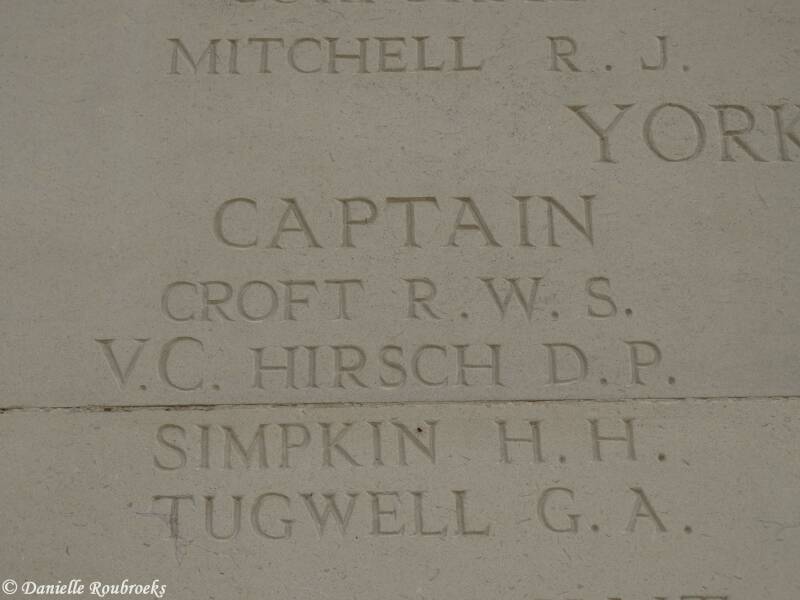 MITCHELL R. J.
YORK
CAPTAIN
CROFT R. W. S.
V.C. HIRSCH D. P.
SIMPKIN H. H.
TUGWELL G. A.
© Danielle Roubroeks